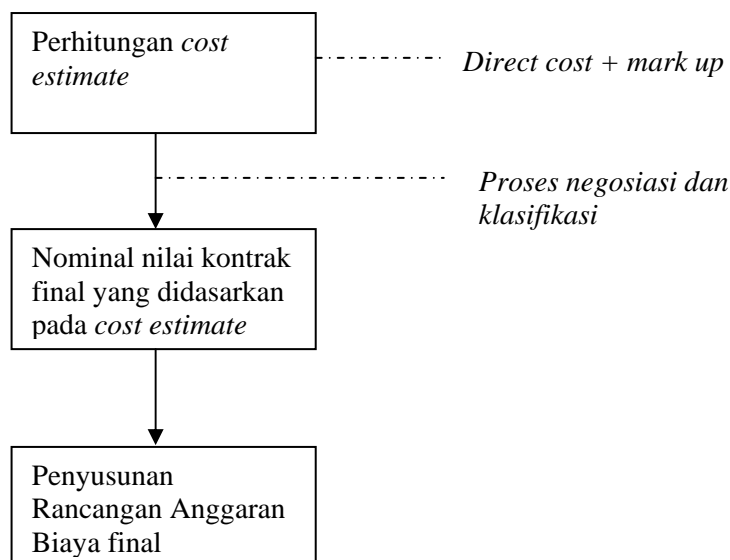 Perhitungan cost
estimate
Direct cost + mark up
Proses negosiasi dan
klasifikasi
Nominal nilai kontrak
final yang didasarkan
pada cost estimate
Penyusunan
Rancangan Anggaran
Biaya final